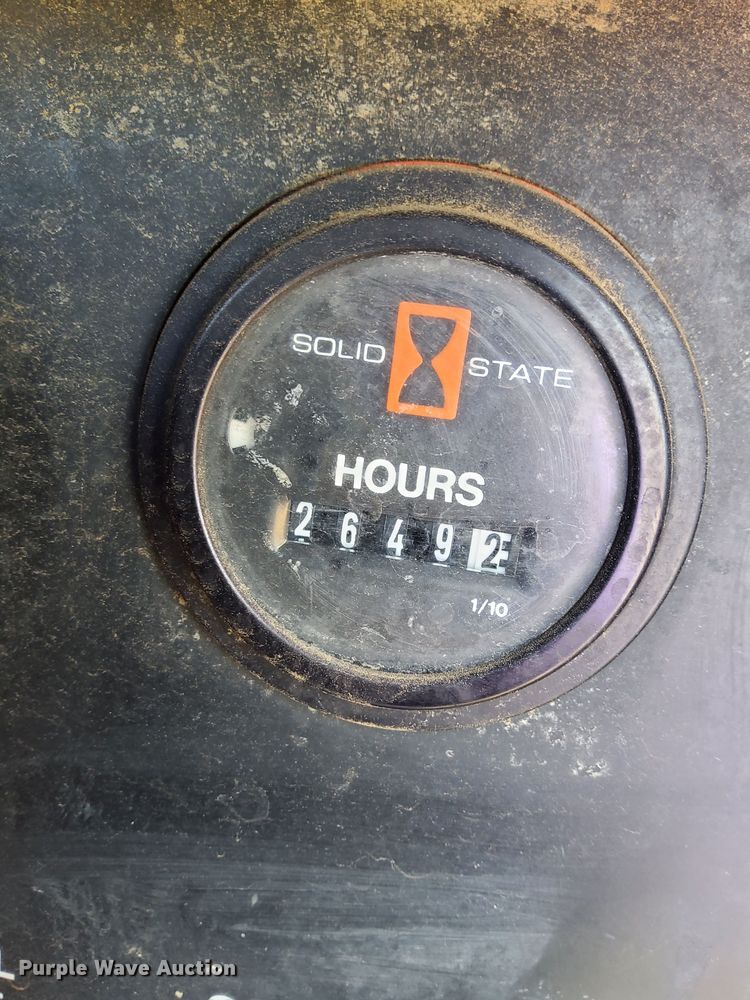 SOLID STATE
HOURS
26492
1/10
Purple Wave Auction